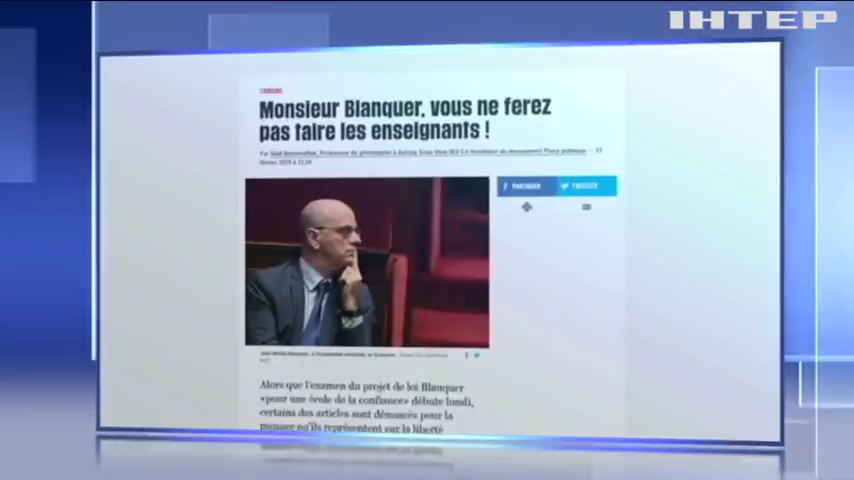 ІНТЕР
TRIBUNE
Monsieur Blanquer, vous ne ferez
pas taire les enseignants !
PARTAGER
TWEETER
Alors que l'examen du projet de loi Blanquer
«pour une école de la confiance» débute lundi,
certains des articles sont dénoncés pour la
menace qu'ils représentent sur la liberté